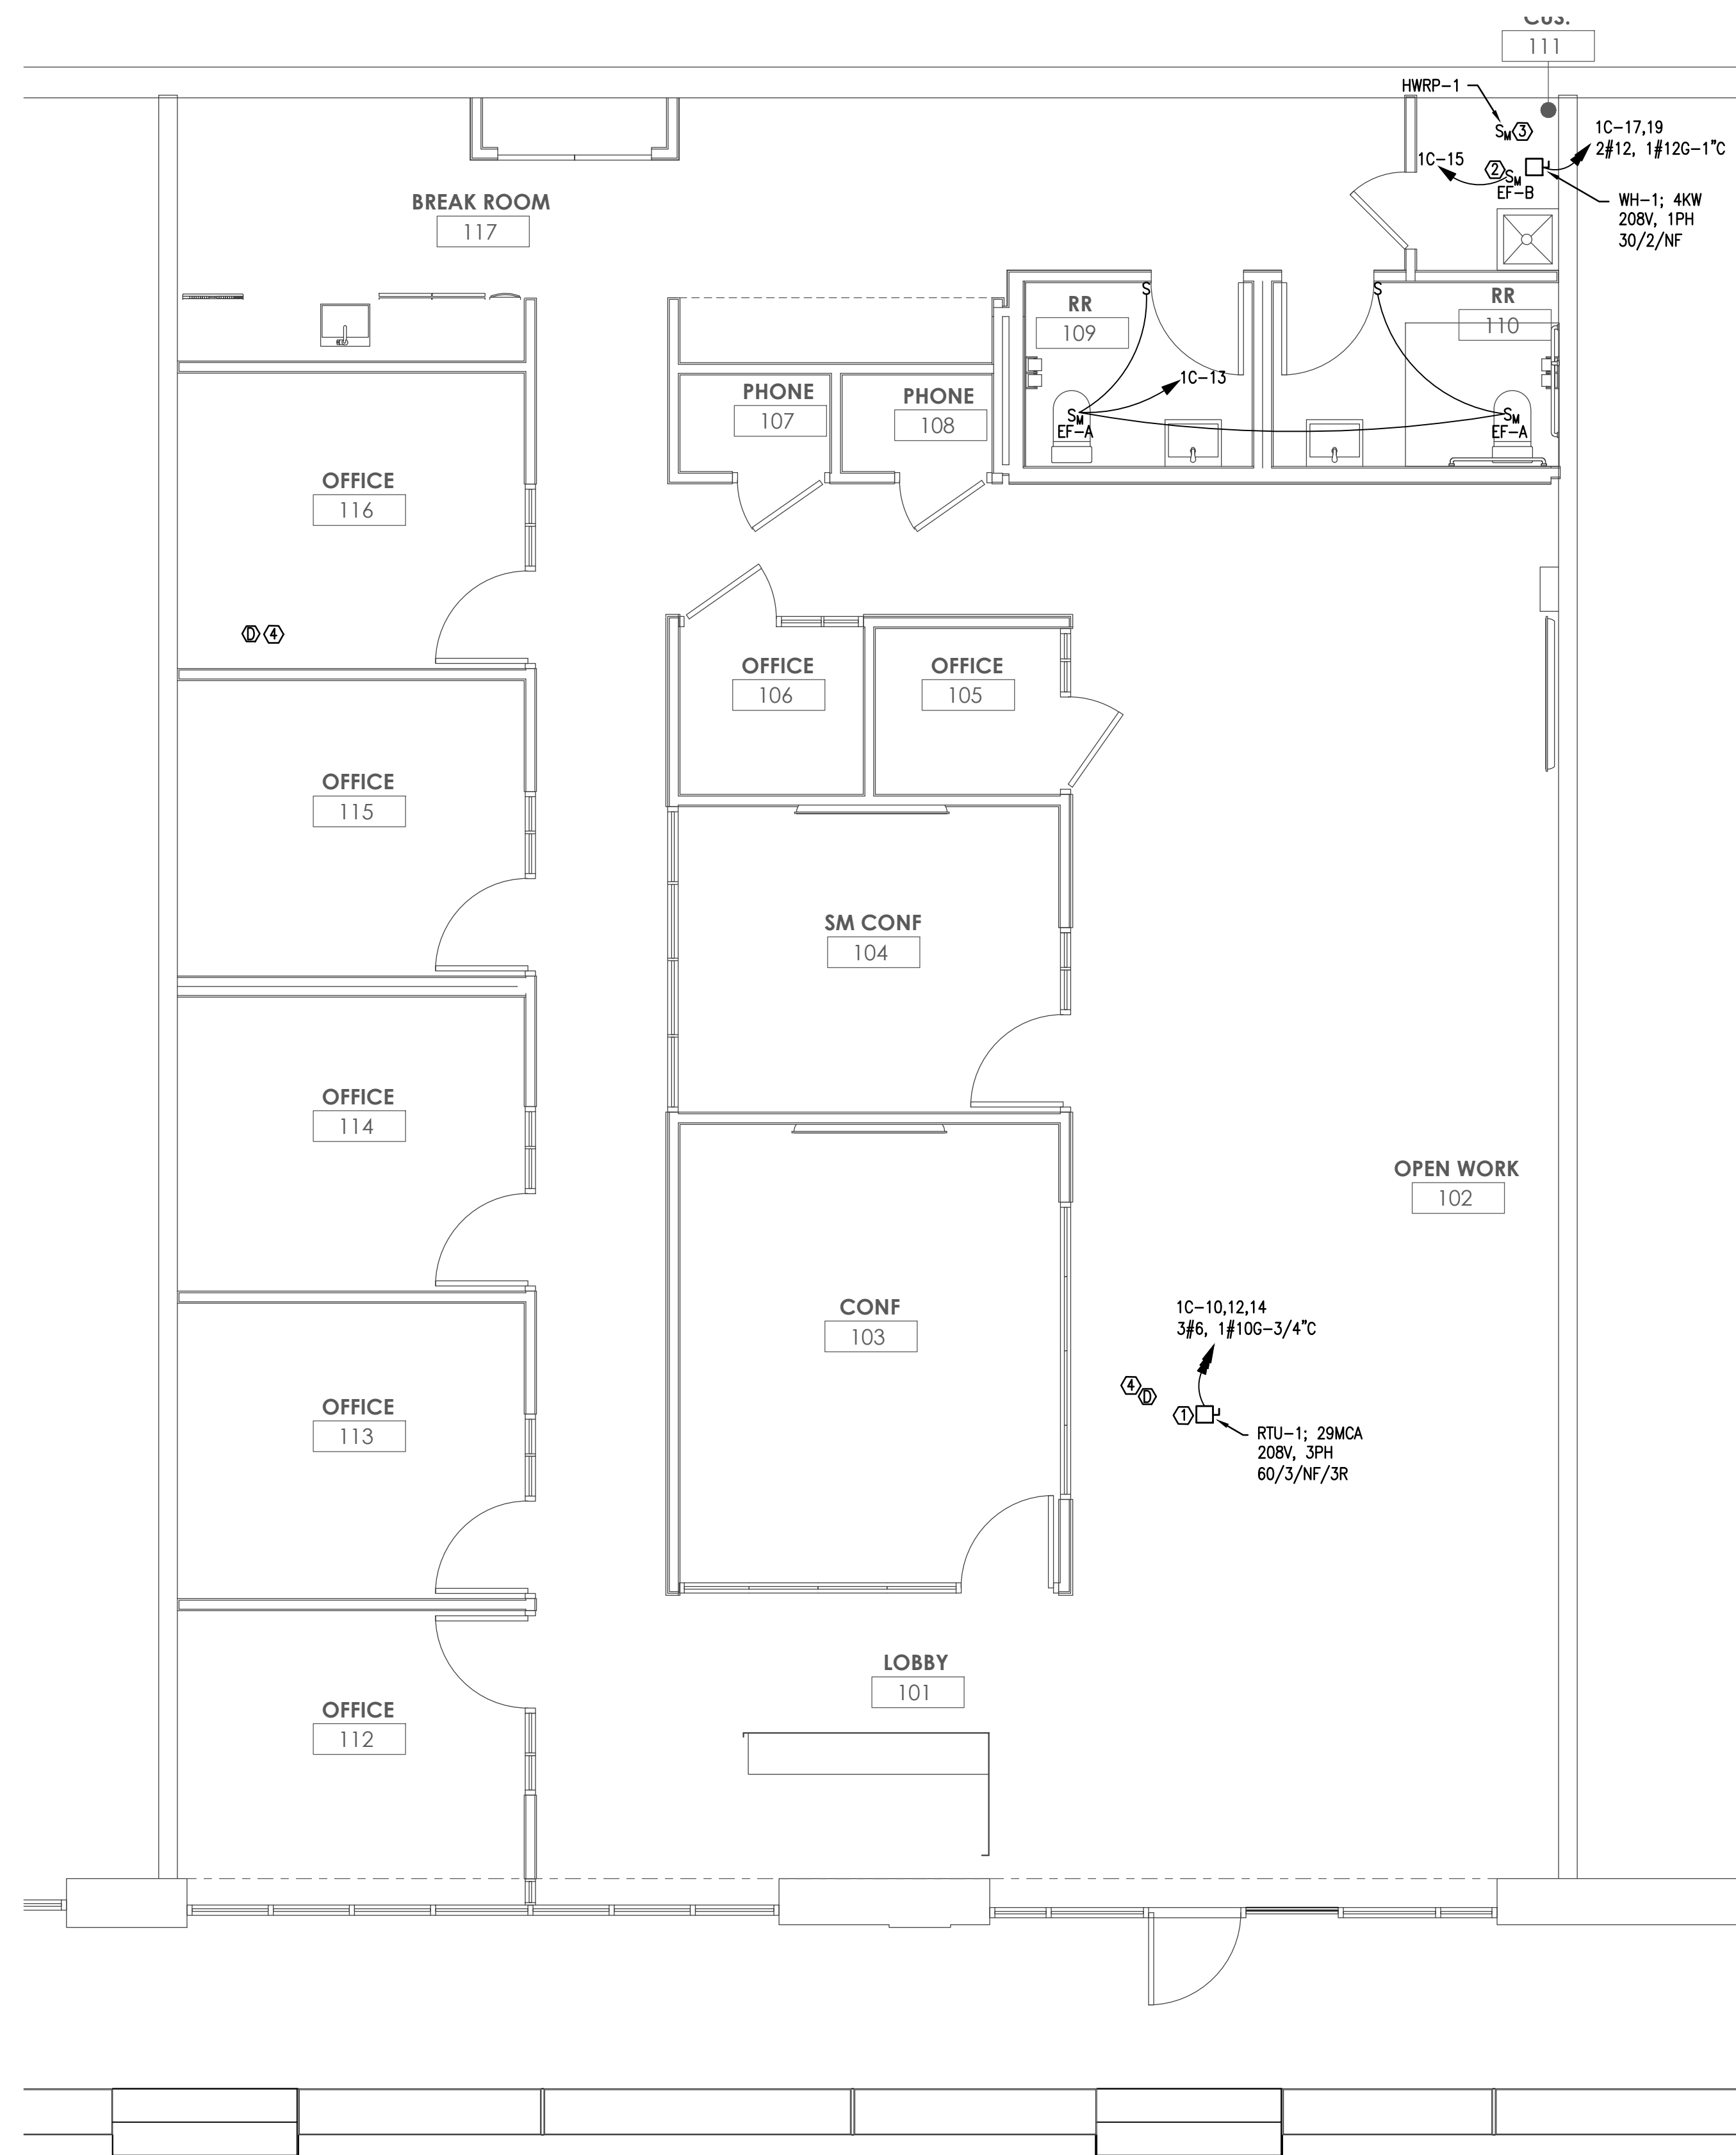 CUS.
111
HWRP-1
SM 3
1C-17,19
2#12, 1#12G-1"C
1C-15
2 SM
EF-B
WH-1; 4KW
208V, 1PH
30/2/NF
BREAK ROOM
117
S
S
RR
109
RR
110
1C-13
SM
EF-A
SM
EF-A
PHONE
107
PHONE
108
OFFICE
116
D 4
OFFICE
106
OFFICE
105
OFFICE
115
SM CONF
104
OFFICE
114
OPEN WORK
102
CONF
103
1C-10,12,14
3#6, 1#10G-3/4"C
4
D
1
RTU-1; 29MCA
208V, 3PH
60/3/NF/3R
OFFICE
113
LOBBY
101
OFFICE
112